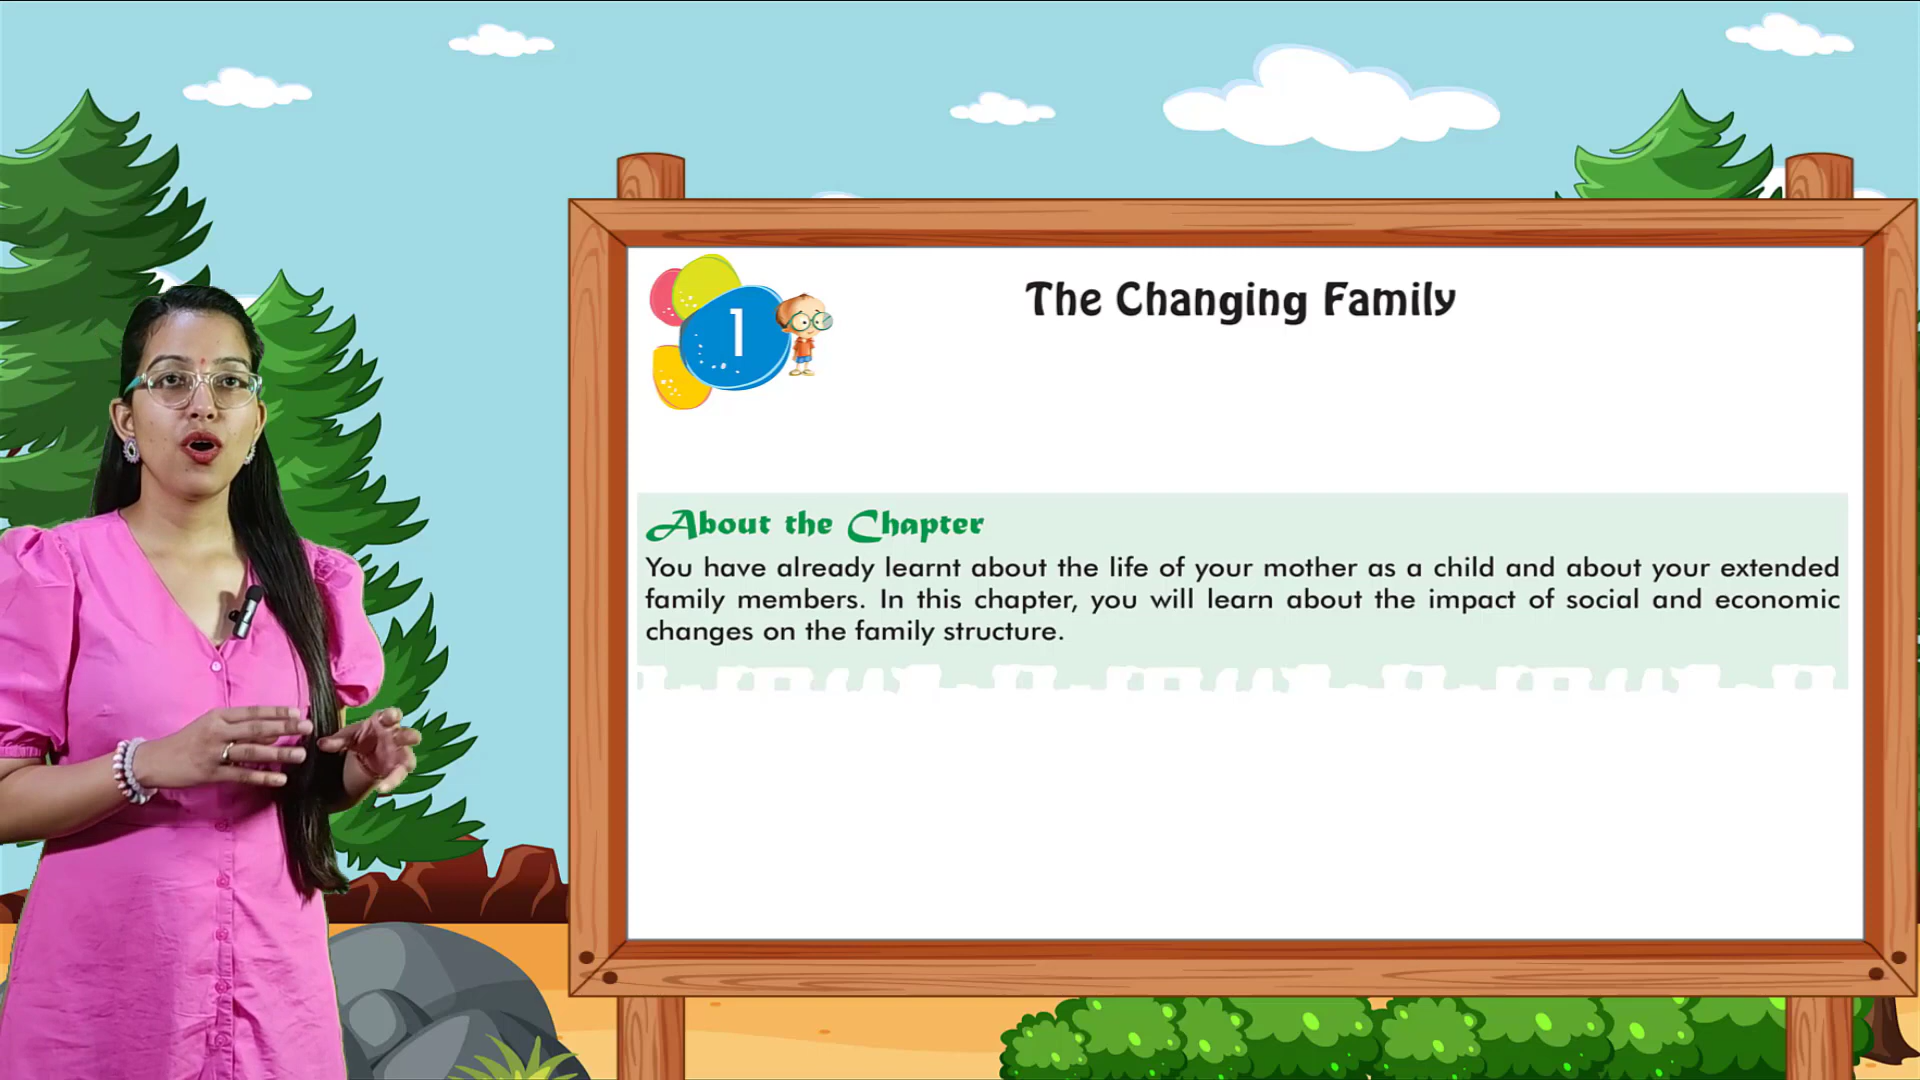 1
The Changing Family
About the Chapter
You have already learnt about the life of your mother as a child and about your extended
family members. In this chapter, you will learn about the impact of social and economic
changes on the family structure.